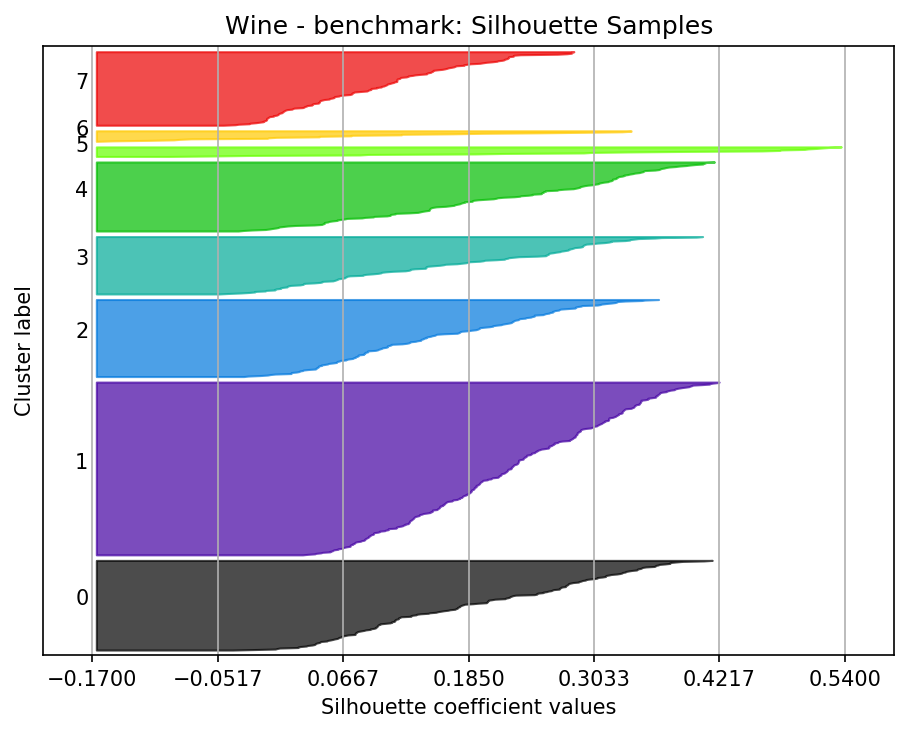 Wine - benchmark: Silhouette Samples
7
6
5
4
3
2
1
0
Cluster label
−0.1700 −0.0517 0.0667 0.1850 0.3033 0.4217 0.5400
Silhouette coefficient values